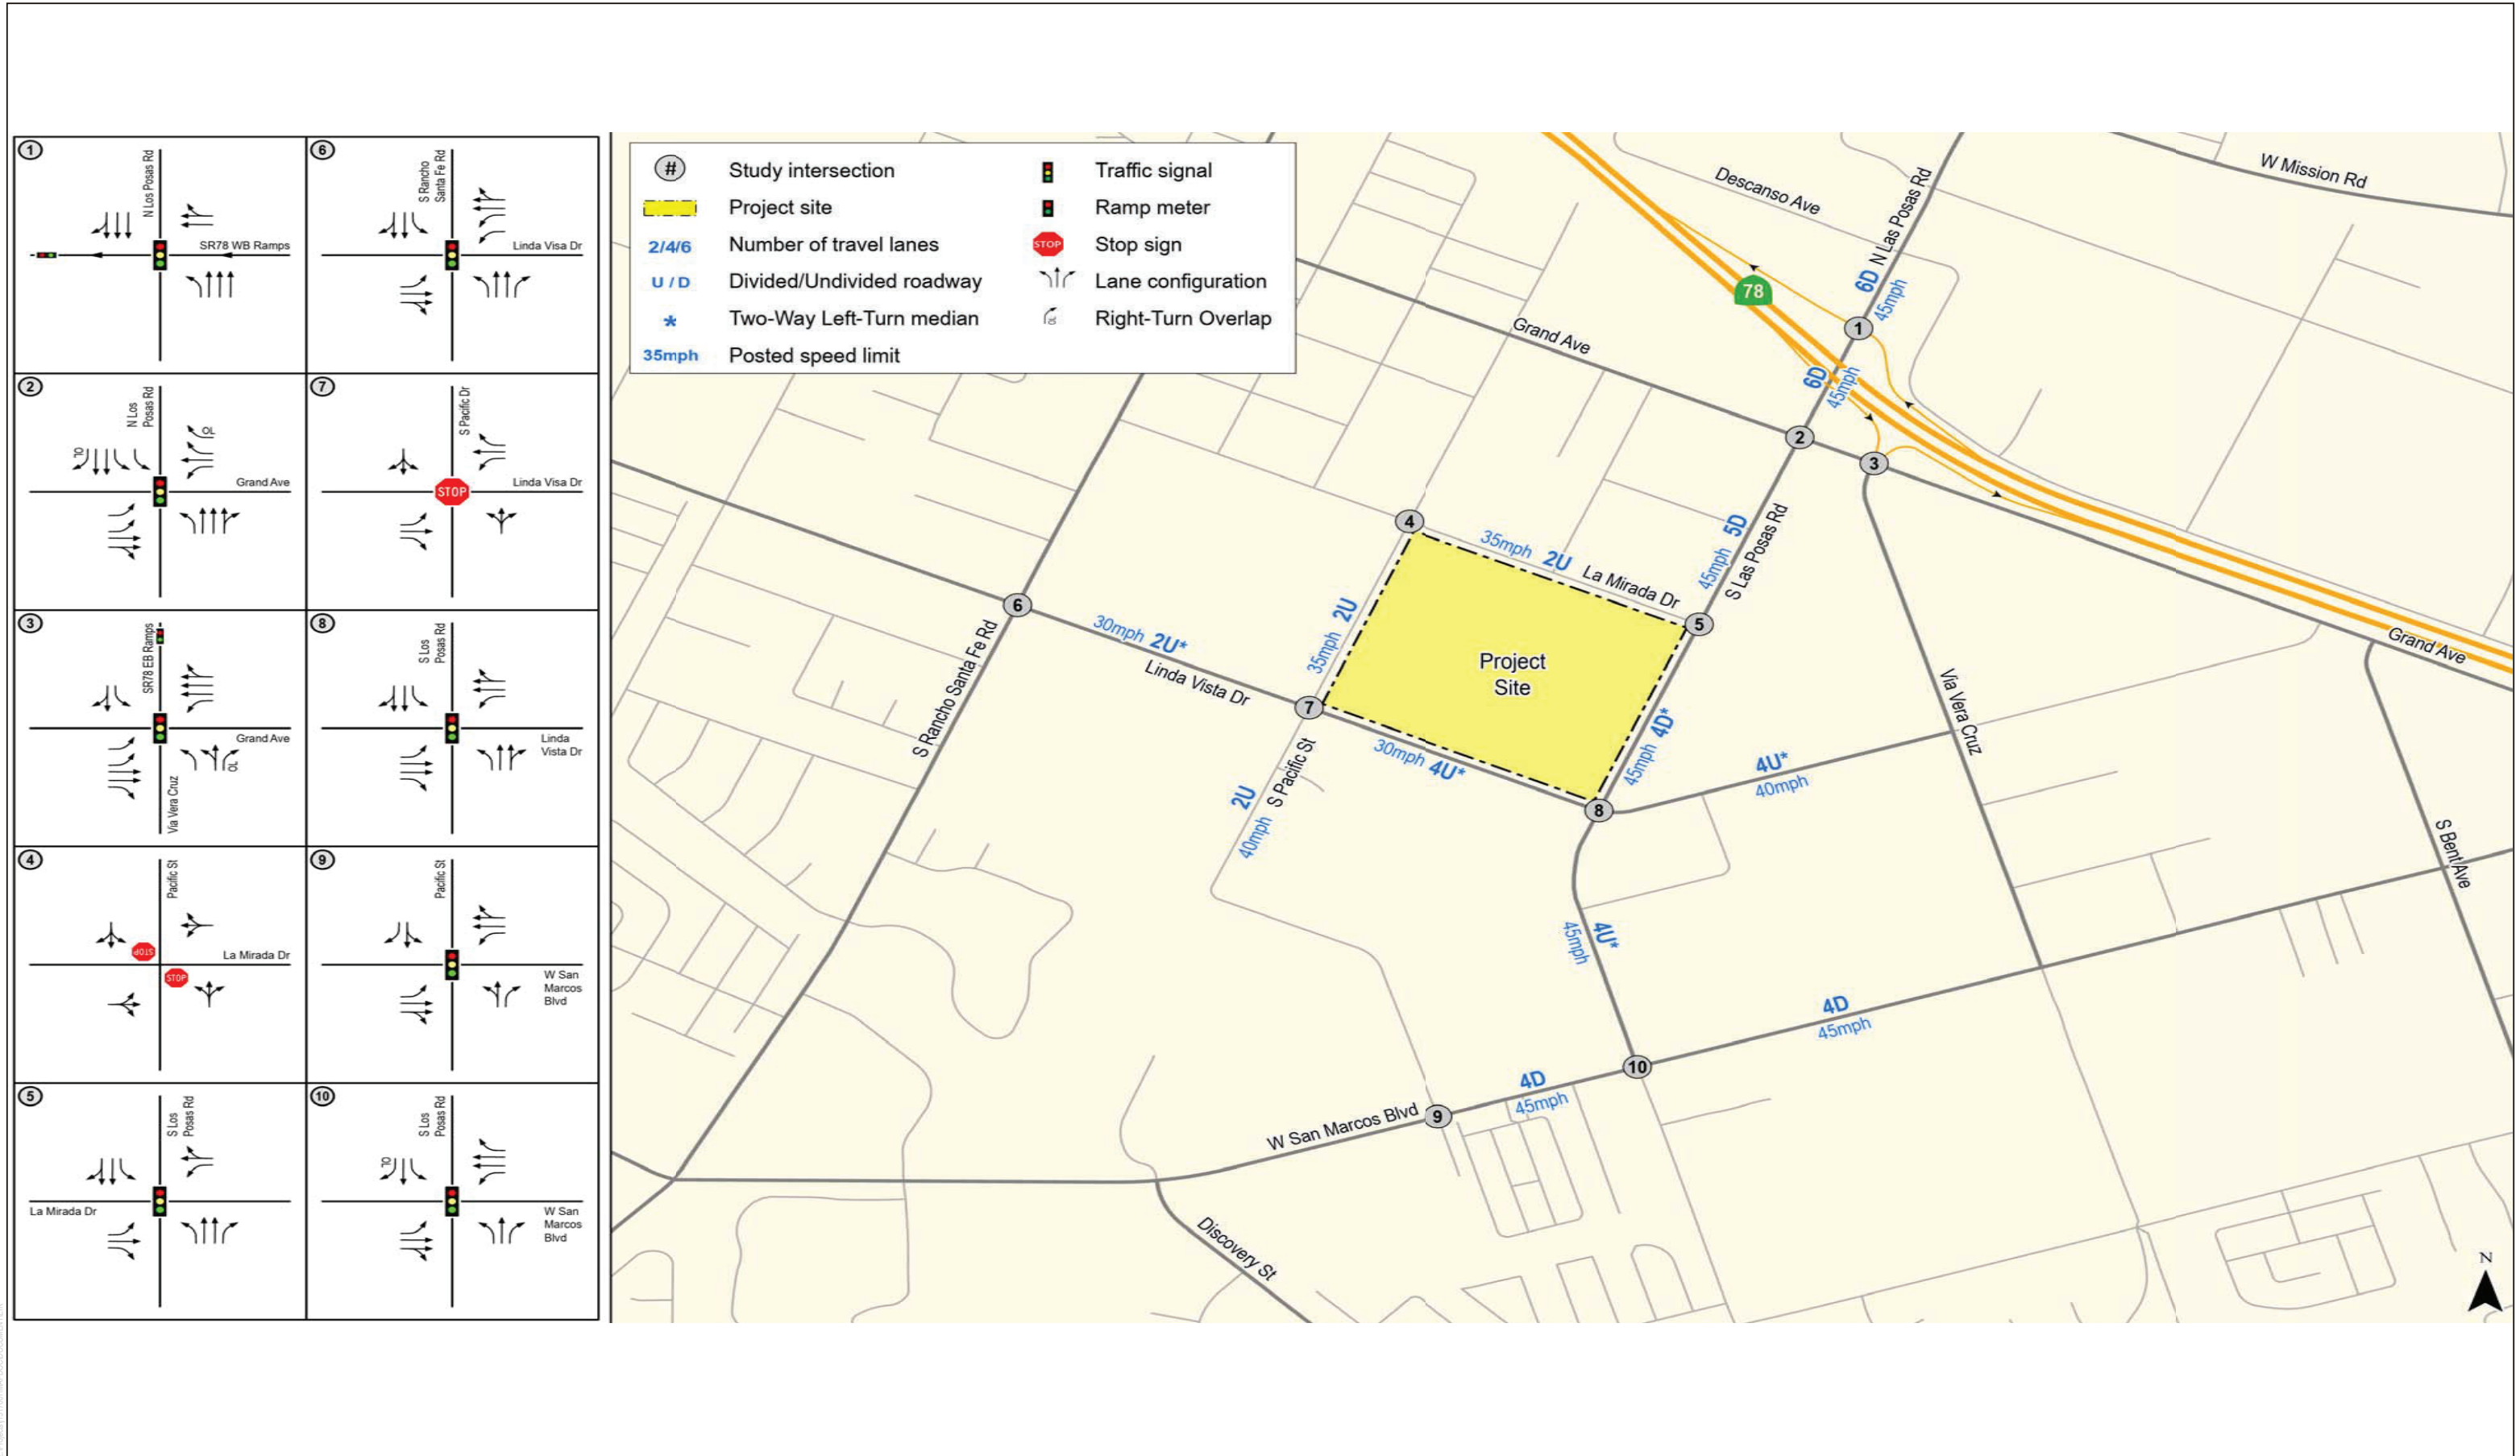 1
N Los Posas Rd
SR78 WB Ramps
6
S Rancho
Santa Fe Rd
Linda Visa Dr
2
N Los
Posas Rd
OL
OL
Grand Ave
7
S Pacific Dr
STOP
Linda Visa Dr
3
SR78 EB Ramps
Grand Ave
OL
Via Vera Cruz
8
S Los
Posas Rd
Linda
Vista Dr
4
Pacific St
STOP
La Mirada Dr
STOP
9
Pacific St
W San
Marcos
Blvd
5
S Los
Posas Rd
La Mirada Dr
10
S Los
Posas Rd
OL
W San
Marcos
Blvd
# Study intersection
Project site
2/4/6 Number of travel lanes
U / D Divided/Undivided roadway
* Two-Way Left-Turn median
35mph Posted speed limit
Traffic signal
Ramp meter
STOP Stop sign
Lane configuration
OL Right-Turn Overlap
W Mission Rd
Descanso Ave
N Las Posas Rd
6D
45mph
78
1
Grand Ave
6D
45mph
2
3
4
35mph 2U La Mirada Dr
45mph 5D
S Las Posas Rd
5
6
30mph 2U*
Linda Vista Dr
35mph 2U
S Rancho Santa Fe Rd
Project
Site
Grand Ave
7
30mph 4U*
45mph 4D*
Via Vera Cruz
4U*
40mph
8
2U
40mph
S Pacific St
S Bent Ave
4U*
45mph
4D
45mph
10
4D
45mph
9
W San Marcos Blvd
Discovery St
N